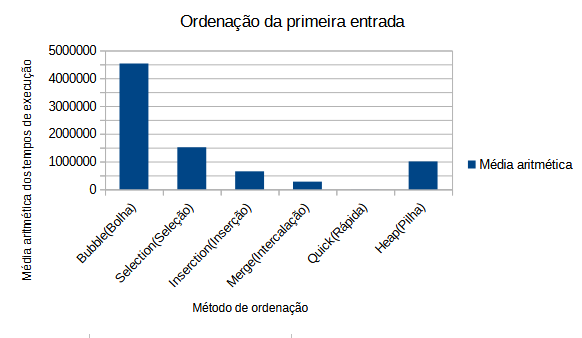 Ordenação da primeira entrada
Média aritmética dos tempos de execução
5000000
4000000
3000000
2000000
1000000
0
Bubble(Bolha)
Selection(Seleção)
Inserction(Inserção)
Merge(Intercalação)
Quick(Rápida)
Heap(Pilha)
Média aritmética
Método de ordenação